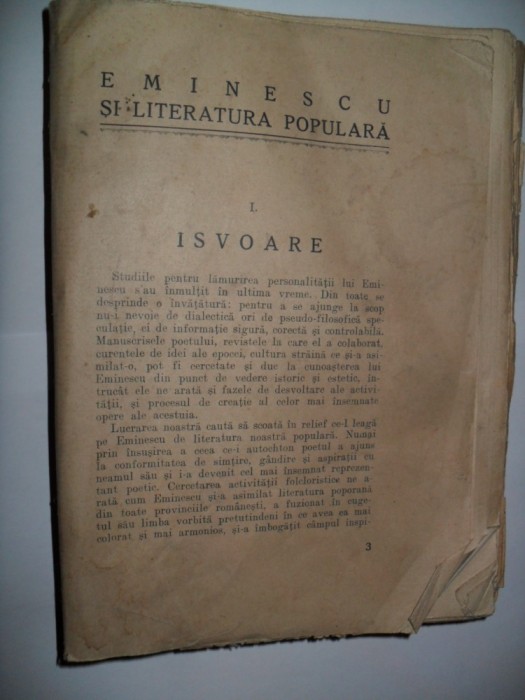 EMINESCU
ȘI LITERATURA POPULARĂ
I.
ISVOARE
Studiile pentru lămurirea personalității lui Emi-
nescu s'au înmulțit în ultima vreme. Din toate se
desprinde o învățătură: pentru a se ajunge la scop
nu-i nevoie de dialectică ori de pseudo-filosofică spe-
culație, ci de informație sigură, corectă și controlabilă.
Manuscrisele poetului, revistele la care el a colaborat,
curentele de idei ale epocei, cultura străină ce și-a asi-
milat-o, pot fi cercetate și duc la cunoașterea lui
Eminescu din punct de vedere istoric și estetic, în-
trucât ele ne arată și fazele de desvoltare ale activi-
tății, și procesul de creație al celor mai însemnate
opere ale acestuia.
Lucrarea noastră caută să scoată în relief ce-l leagă
pe Eminescu de literatura noastră populară. Numai
prin însușirea a ceea ce-i autochton poetul a ajuns
la conformitatea de simțire, gândire și aspirații cu
neamul său și i-a devenit cel mai însemnat reprezen-
tant poetic. Cercetarea activității folcloristice ne a-
rată cum Eminescu și-a asimilat literatura poporană
din toate provinciile românești, a fuzionat în suge-
tul său limba vorbită pretutindeni în ce avea ea mai
colorat și mai armonios, și-a îmbogățit câmpul inspi-
3